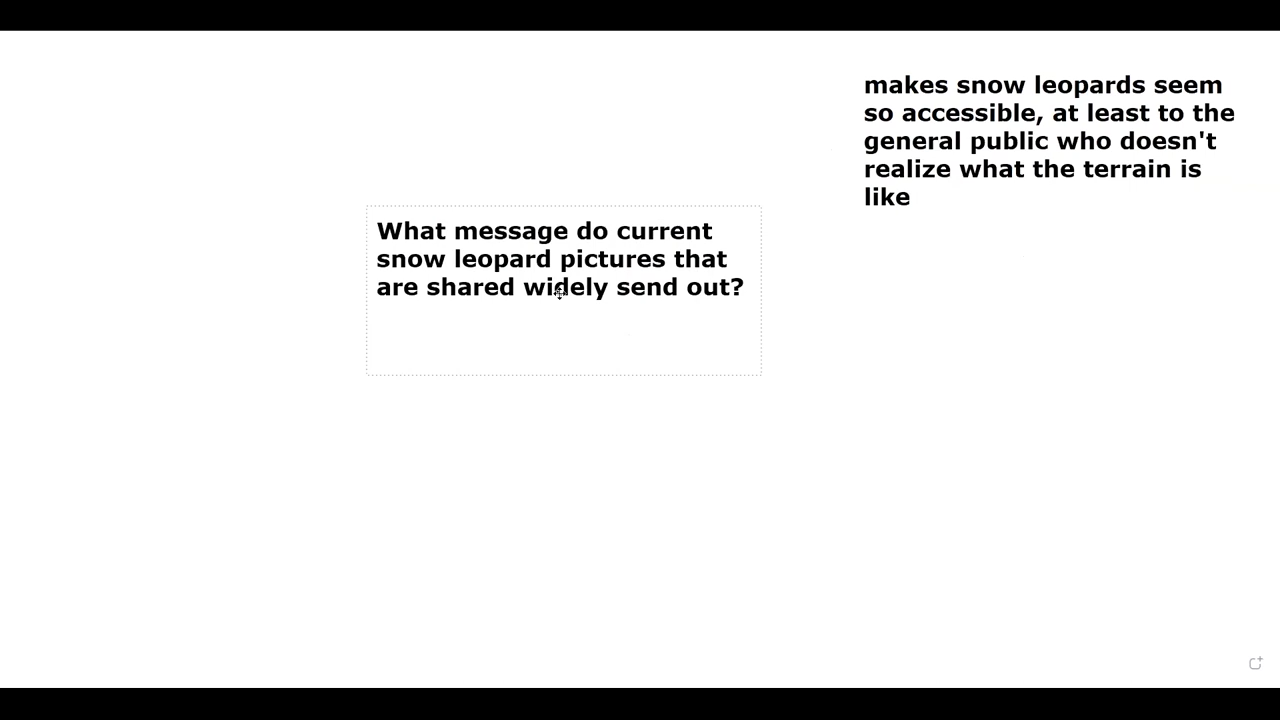 makes snow leopards seem
so accessible, at least to the
general public who doesn't
realize what the terrain is
like
What message do current
snow leopard pictures that
are shared widely send out?